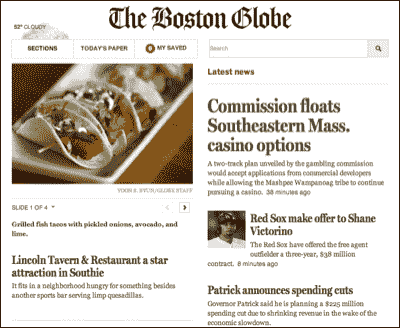 The Boston Globe
52° CLOUDY
SECTIONS
TODAY'S PAPER
0 MY SAVED
Search
Latest news
Commission floats
Southeastern Mass.
casino options
A two-track plan unveiled by the gambling commission
would accept applications from commercial developers
while allowing the Mashpee Wampanoag tribe to continue
pursuing a casino. 38 minutes ago
YOON S. BYUN/GLOBE STAFF
SLIDE 1 OF 4
Grilled fish tacos with pickled onions, avocado, and
lime.
Lincoln Tavern & Restaurant a star
attraction in Southie
It fits in a neighborhood hungry for something besides
another sports bar serving limp quesadillas.
Red Sox make offer to Shane
Victorino
The Red Sox have offered the free agent
outfielder a three-year, $38 million
contract. 8 minutes ago
Patrick announces spending cuts
Governor Patrick said he is planning a $225 million
spending cut due to shrinking revenue in the wake of the
economic slowdown.